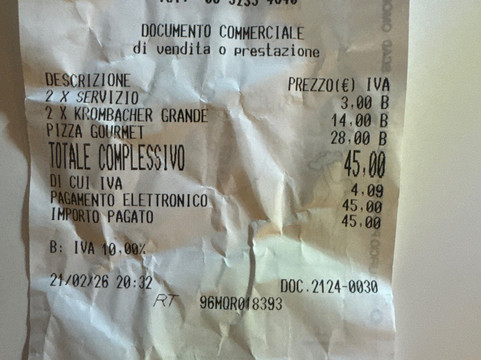 DOCUMENTO COMMERCIALE
di vendita o prestazione
DESCRIZIONE PREZZO(€) IVA
2 X SERVIZIO 3,00 B
2 X KROMBACHER GRANDE 14,00 B
PIZZA GOURMET 28,00 B
TOTALE COMPLESSIVO 45,00
DI CUI IVA 4,09
PAGAMENTO ELETTRONICO 45,00
IMPORTO PAGATO 45,00
B: IVA 10,00%
21/02/26 20:32 DOC.2124-0030
RT 96MOR018393